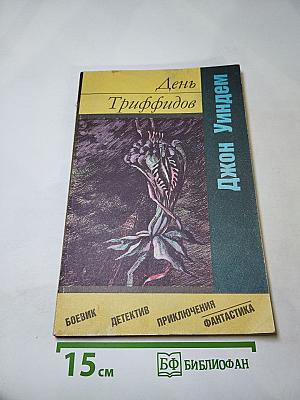 День
Триффидов
Джон Уиндем
БОЕВИК ДЕТЕКТИВ ПРИКЛЮЧЕНИЯ ФАНТАСТИКА
15 см
БФ БИБЛИОФАН